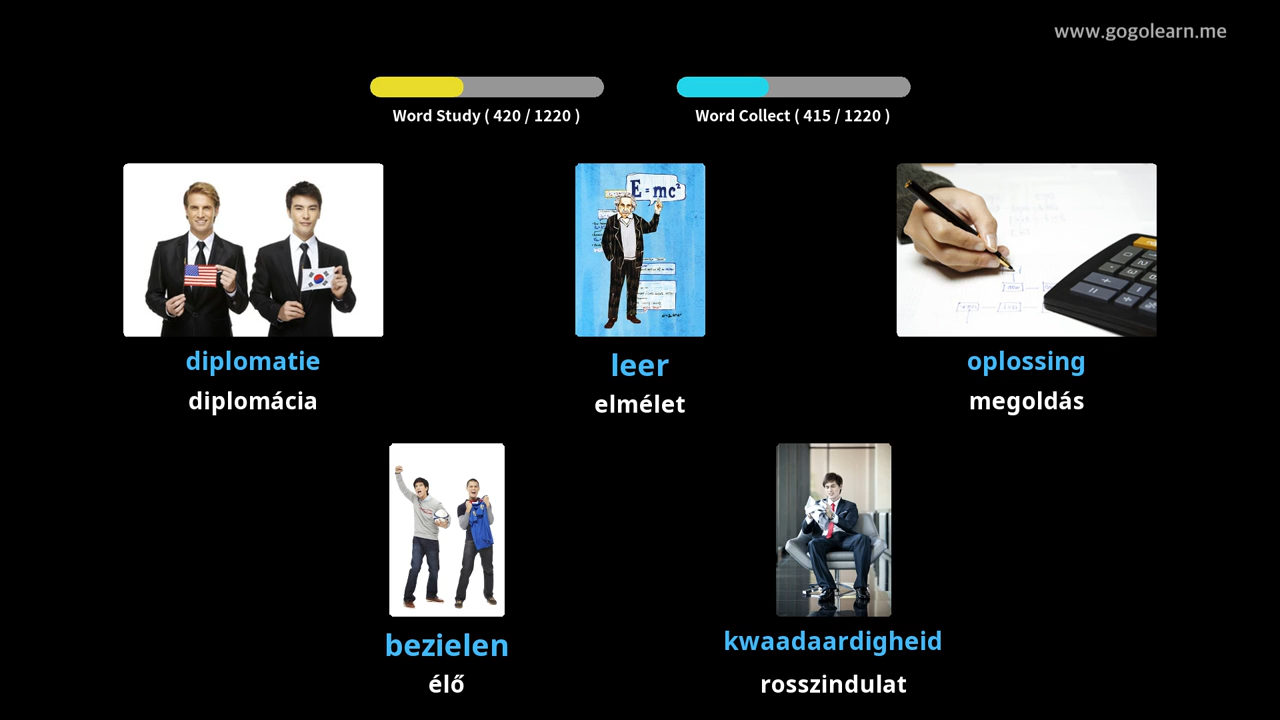 www.gogolearn.me
Word Study ( 420 / 1220 )
Word Collect ( 415 / 1220 )
E=mc²
diplomatie
leer
oplossing
diplomácia
elmélet
megoldás
bezielen
kwaadaardigheid
élő
rosszindulat